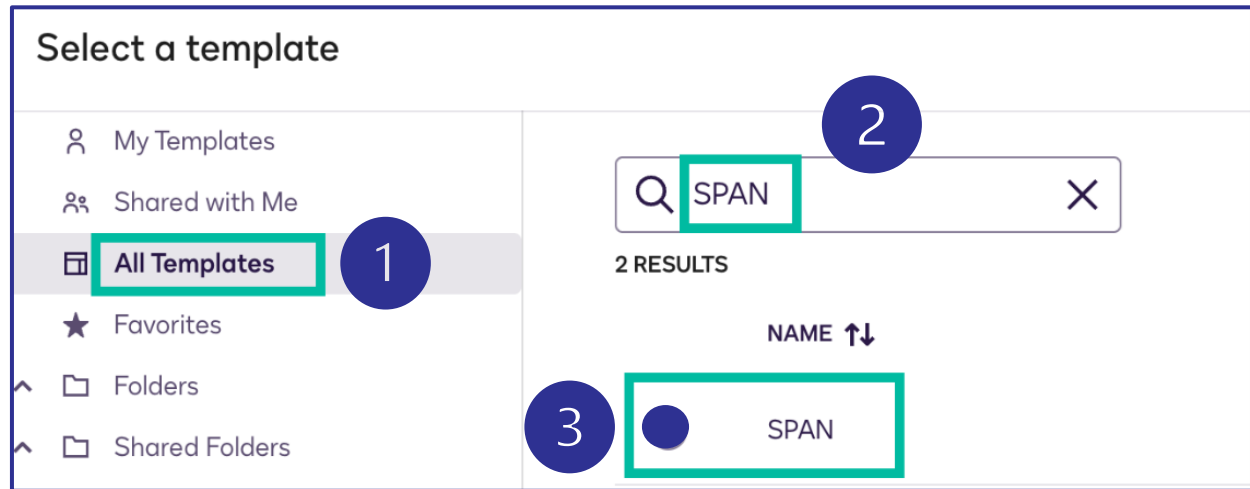 Select a template
My Templates
Shared with Me
All Templates
1
Favorites
Folders
Shared Folders
2
SPAN
2 RESULTS
NAME
3
SPAN